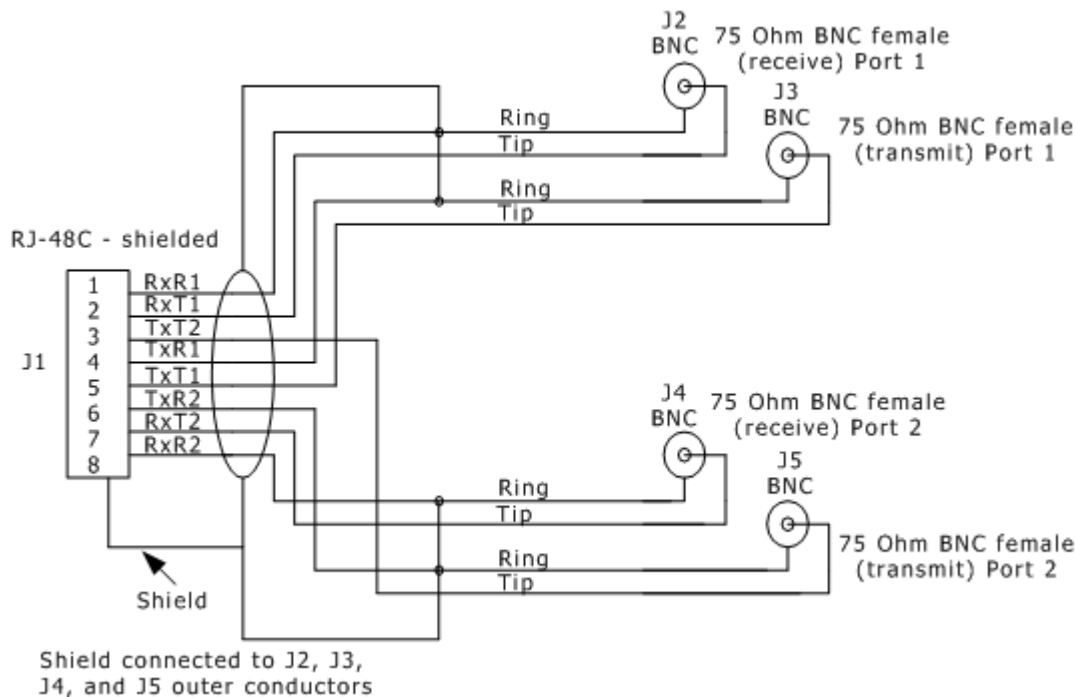 J2
BNC
75 Ohm BNC female
(receive) Port 1
J3
BNC
75 Ohm BNC female
(transmit) Port 1
Ring
Tip
Ring
Tip
RJ-48C - shielded
J1
1
2
3
4
5
6
7
8
RxR1
RxT1
TxT2
TxR1
TxT1
TxR2
RxT2
RxR2
J4
BNC
75 Ohm BNC female
(receive) Port 2
J5
BNC
75 Ohm BNC female
(transmit) Port 2
Ring
Tip
Ring
Tip
Shield
Shield connected to J2, J3,
J4, and J5 outer conductors